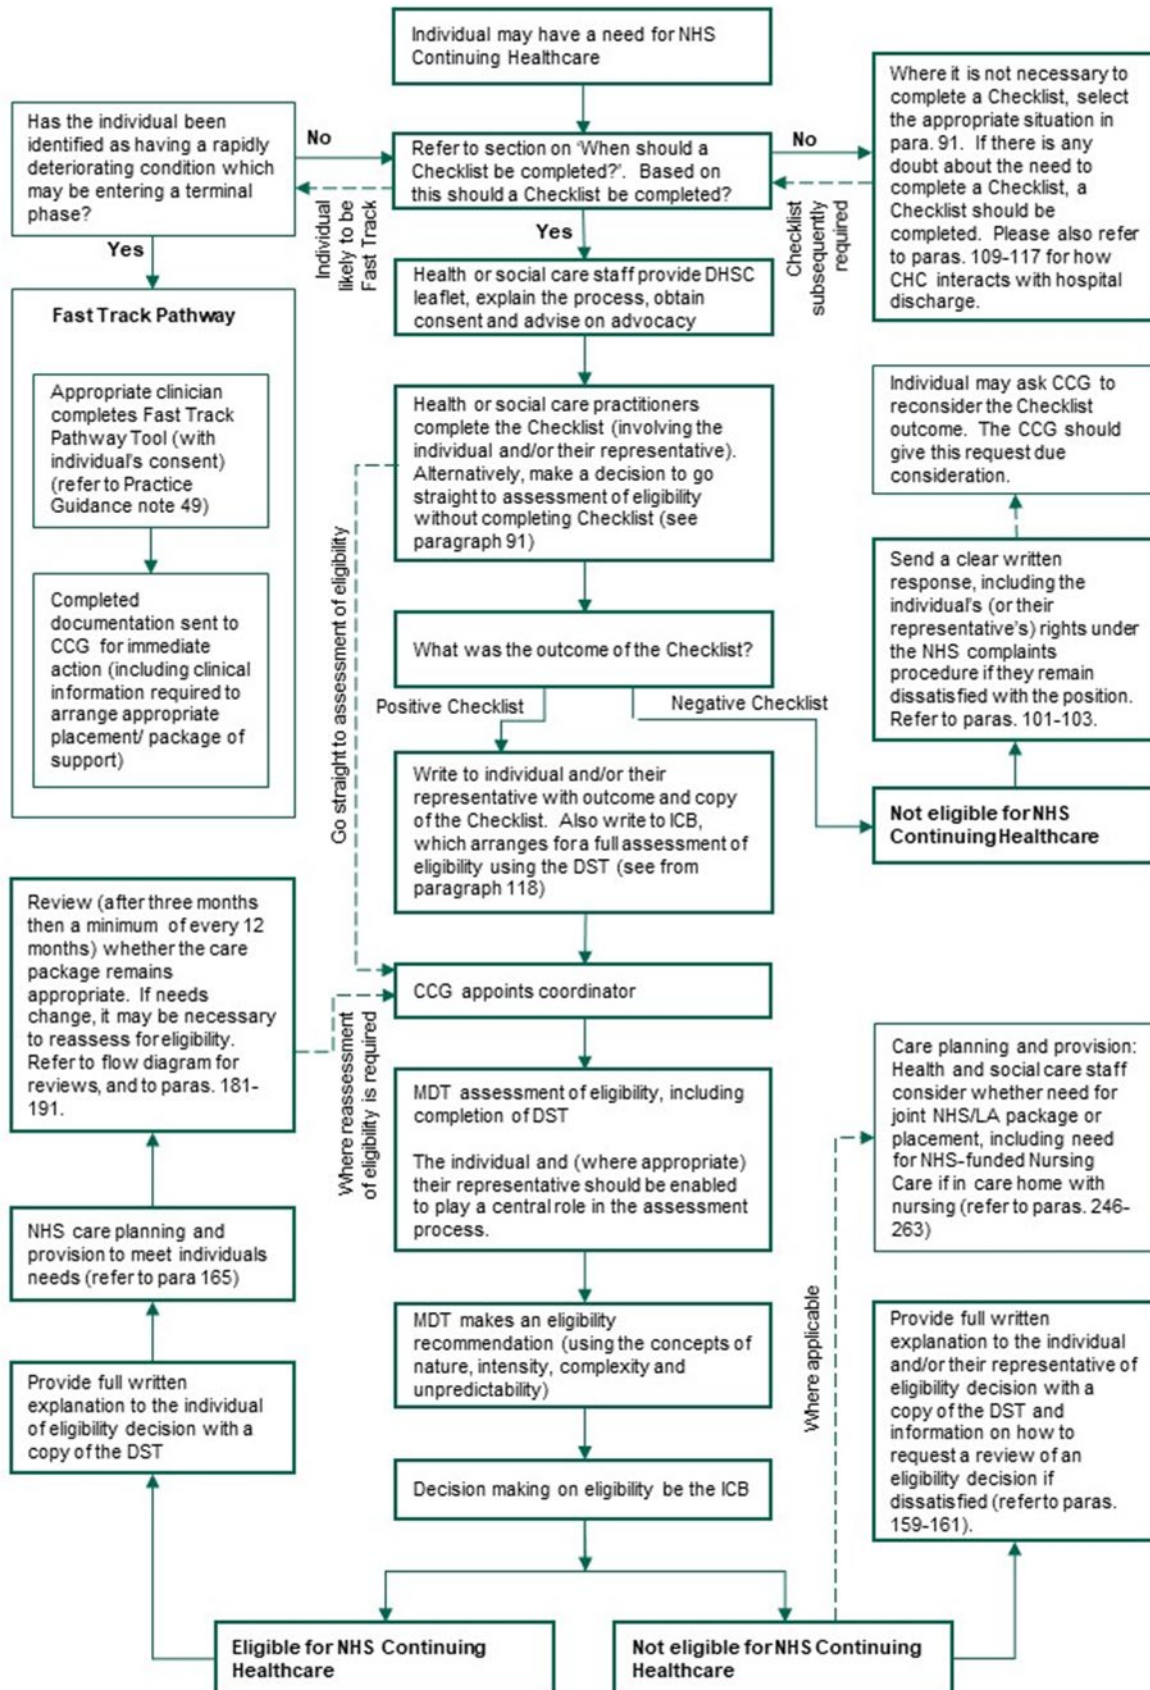 Individual may have a need for NHS
Continuing Healthcare
Has the individual been
identified as having a rapidly
deteriorating condition which
may be entering a terminal
phase?
No
Refer to section on 'When should a
Checklist be completed?'. Based on
this should a Checklist be completed?
No
Where it is not necessary to
complete a Checklist, select
the appropriate situation in
para. 91. If there is any
doubt about the need to
complete a Checklist, a
Checklist should be
completed. Please also refer
to paras. 109-117 for how
CHC interacts with hospital
discharge.
Individual
likely to be
Fast Track
Checklist
subsequently
required
Yes
Yes
Fast Track Pathway
Appropriate clinician
completes Fast Track
Pathway Tool (with
individual's consent)
(refer to Practice
Guidance note 49)
Completed
documentation sent to
CCG for immediate
action (including clinical
information required to
arrange appropriate
placement/ package of
support)
Health or social care staff provide DHSC
leaflet, explain the process, obtain
consent and advise on advocacy
Health or social care practitioners
complete the Checklist (involving the
individual and/or their representative).
Alternatively, make a decision to go
straight to assessment of eligibility
without completing Checklist (see
paragraph 91)
Go straight to assessment of eligibility
What was the outcome of the Checklist?
Positive Checklist
Negative Checklist
Individual may ask CCG to
reconsider the Checklist
outcome. The CCG should
give this request due
consideration.
Send a clear written
response, including the
individual's (or their
representative's) rights under
the NHS complaints
procedure if they remain
dissatisfied with the position.
Refer to paras. 101-103.
Not eligible for NHS
Continuing Healthcare
Write to individual and/or their
representative with outcome and copy
of the Checklist. Also write to ICB,
which arranges for a full assessment of
eligibility using the DST (see from
paragraph 118)
CCG appoints coordinator
Review (after three months
then a minimum of every 12
months) whether the care
package remains
appropriate. If needs
change, it may be necessary
to reassess for eligibility.
Refer to flow diagram for
reviews, and to paras. 181-
191.
Where reassessment
of eligibility is required
MDT assessment of eligibility, including
completion of DST
The individual and (where appropriate)
their representative should be enabled
to play a central role in the assessment
process.
Care planning and provision:
Health and social care staff
consider whether need for
joint NHS/LA package or
placement, including need
for NHS-funded Nursing
Care if in care home with
nursing (refer to paras. 246-
263)
NHS care planning and
provision to meet individuals
needs (refer to para 165)
MDT makes an eligibility
recommendation (using the concepts of
nature, intensity, complexity and
unpredictability)
Where applicable
Provide full written
explanation to the individual
and/or their representative of
eligibility decision with a
copy of the DST and
information on how to
request a review of an
eligibility decision if
dissatisfied (refer to paras.
159-161).
Provide full written
explanation to the individual
of eligibility decision with a
copy of the DST
Decision making on eligibility be the ICB
Eligible for NHS Continuing
Healthcare
Not eligible for NHS Continuing
Healthcare